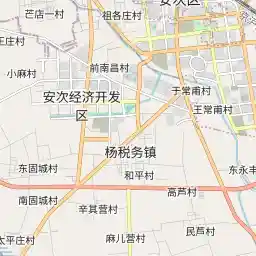 芒店一村
祖各庄村
安次区
王庄村
小麻村
前南昌村
于常甫村
安次经济开发
区
王常甫村
杨税务镇
东固城村
和平村
东永丰
高芦村
南固城村
辛其营村
太平庄村
麻儿营村
民芦村